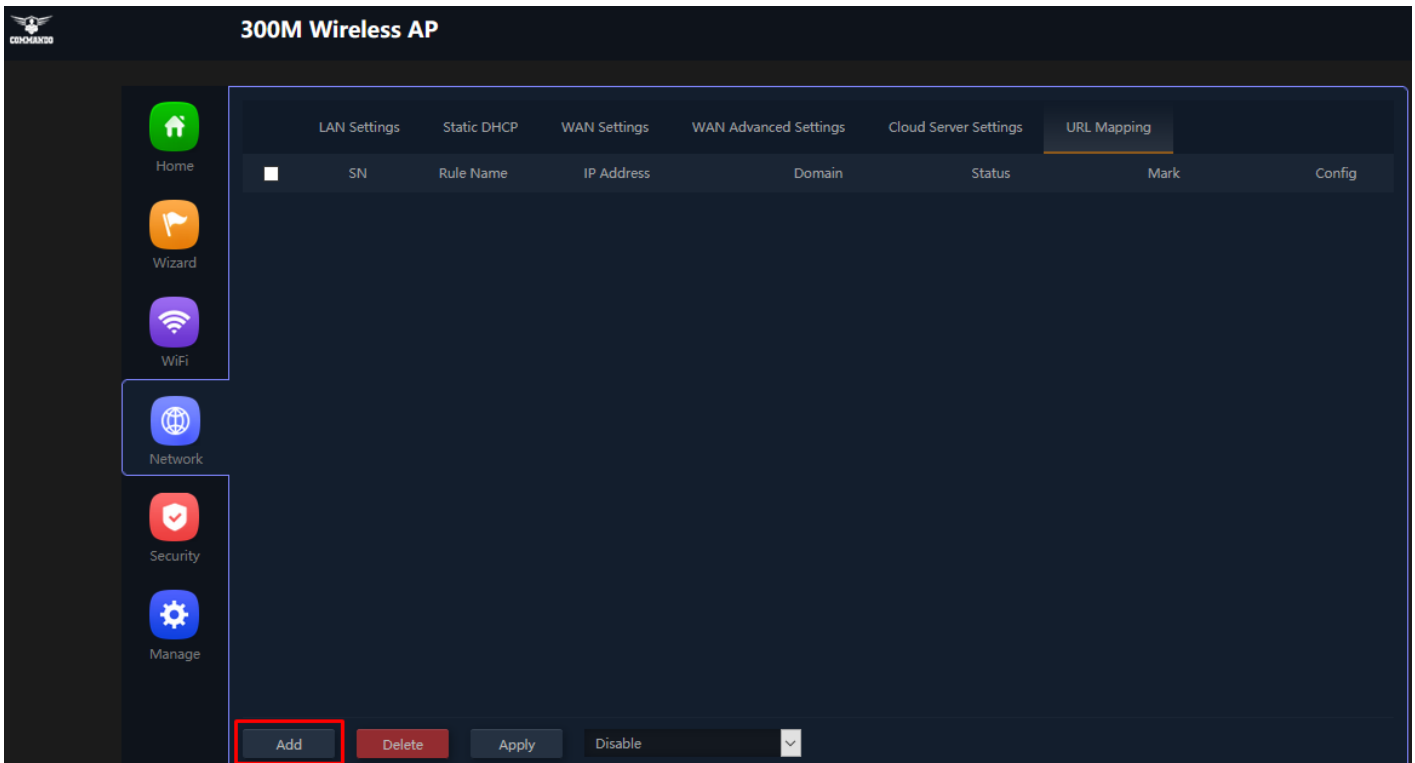 COMMANDO
300M Wireless AP
Home
Wizard
WiFi
Network
Security
Manage
LAN Settings Static DHCP WAN Settings WAN Advanced Settings Cloud Server Settings URL Mapping
SN Rule Name IP Address Domain Status Mark Config
Add Delete Apply Disable